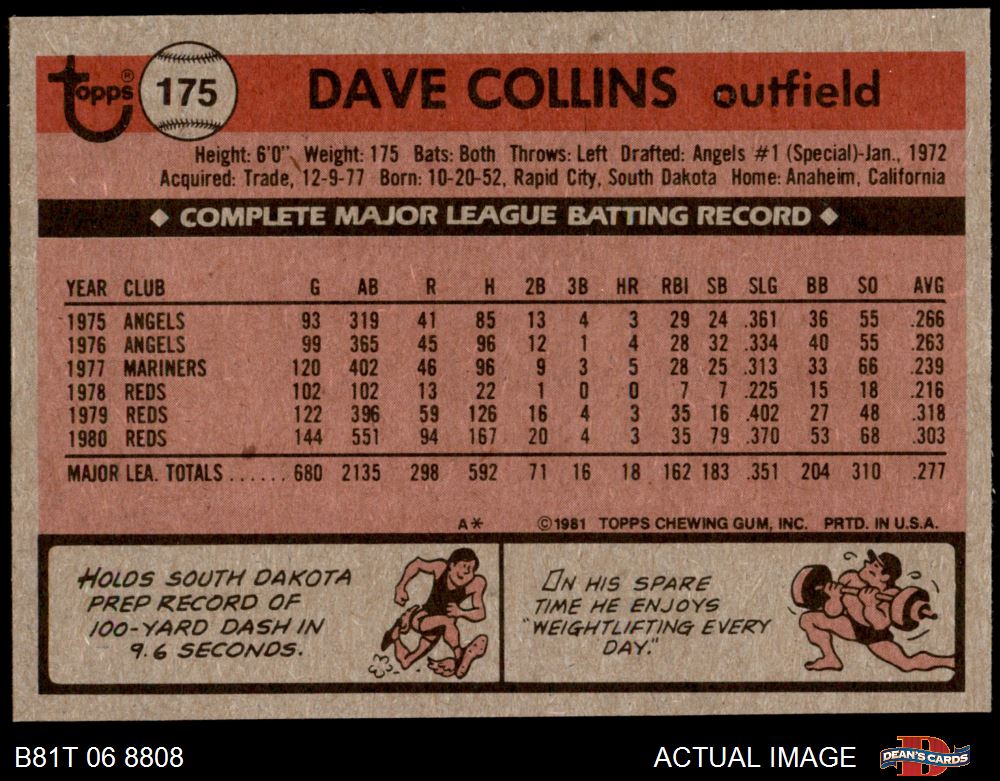 topps® 175 DAVE COLLINS outfield
Height: 6'0" Weight: 175 Bats: Both Throws: Left Drafted: Angels #1 (Special)-Jan., 1972
Acquired: Trade, 12-9-77 Born: 10-20-52, Rapid City, South Dakota Home: Anaheim, California
◆ COMPLETE MAJOR LEAGUE BATTING RECORD ◆
YEAR CLUB G AB R H 2B 3B HR RBI SB SLG BB SO AVG
1975 ANGELS 93 319 41 85 13 4 3 29 24 .361 36 55 .266
1976 ANGELS 99 365 45 96 12 1 4 28 32 .334 40 55 .263
1977 MARINERS 120 402 46 96 9 3 5 28 25 .313 33 66 .239
1978 REDS 102 102 13 22 1 0 0 7 7 .225 15 18 .216
1979 REDS 122 396 59 126 16 4 3 35 16 .402 27 48 .318
1980 REDS 144 551 94 167 20 4 3 35 79 .370 53 68 .303
MAJOR LEA. TOTALS ...... 680 2135 298 592 71 16 18 162 183 .351 204 310 .277
A* ©1981 TOPPS CHEWING GUM, INC. PRTD. IN U.S.A.
HOLDS SOUTH DAKOTA
PREP RECORD OF
100-YARD DASH IN
9.6 SECONDS.
IN HIS SPARE
TIME HE ENJOYS
"WEIGHTLIFTING EVERY
DAY."
B81T 06 8808 ACTUAL IMAGE DEAN'S CARDS